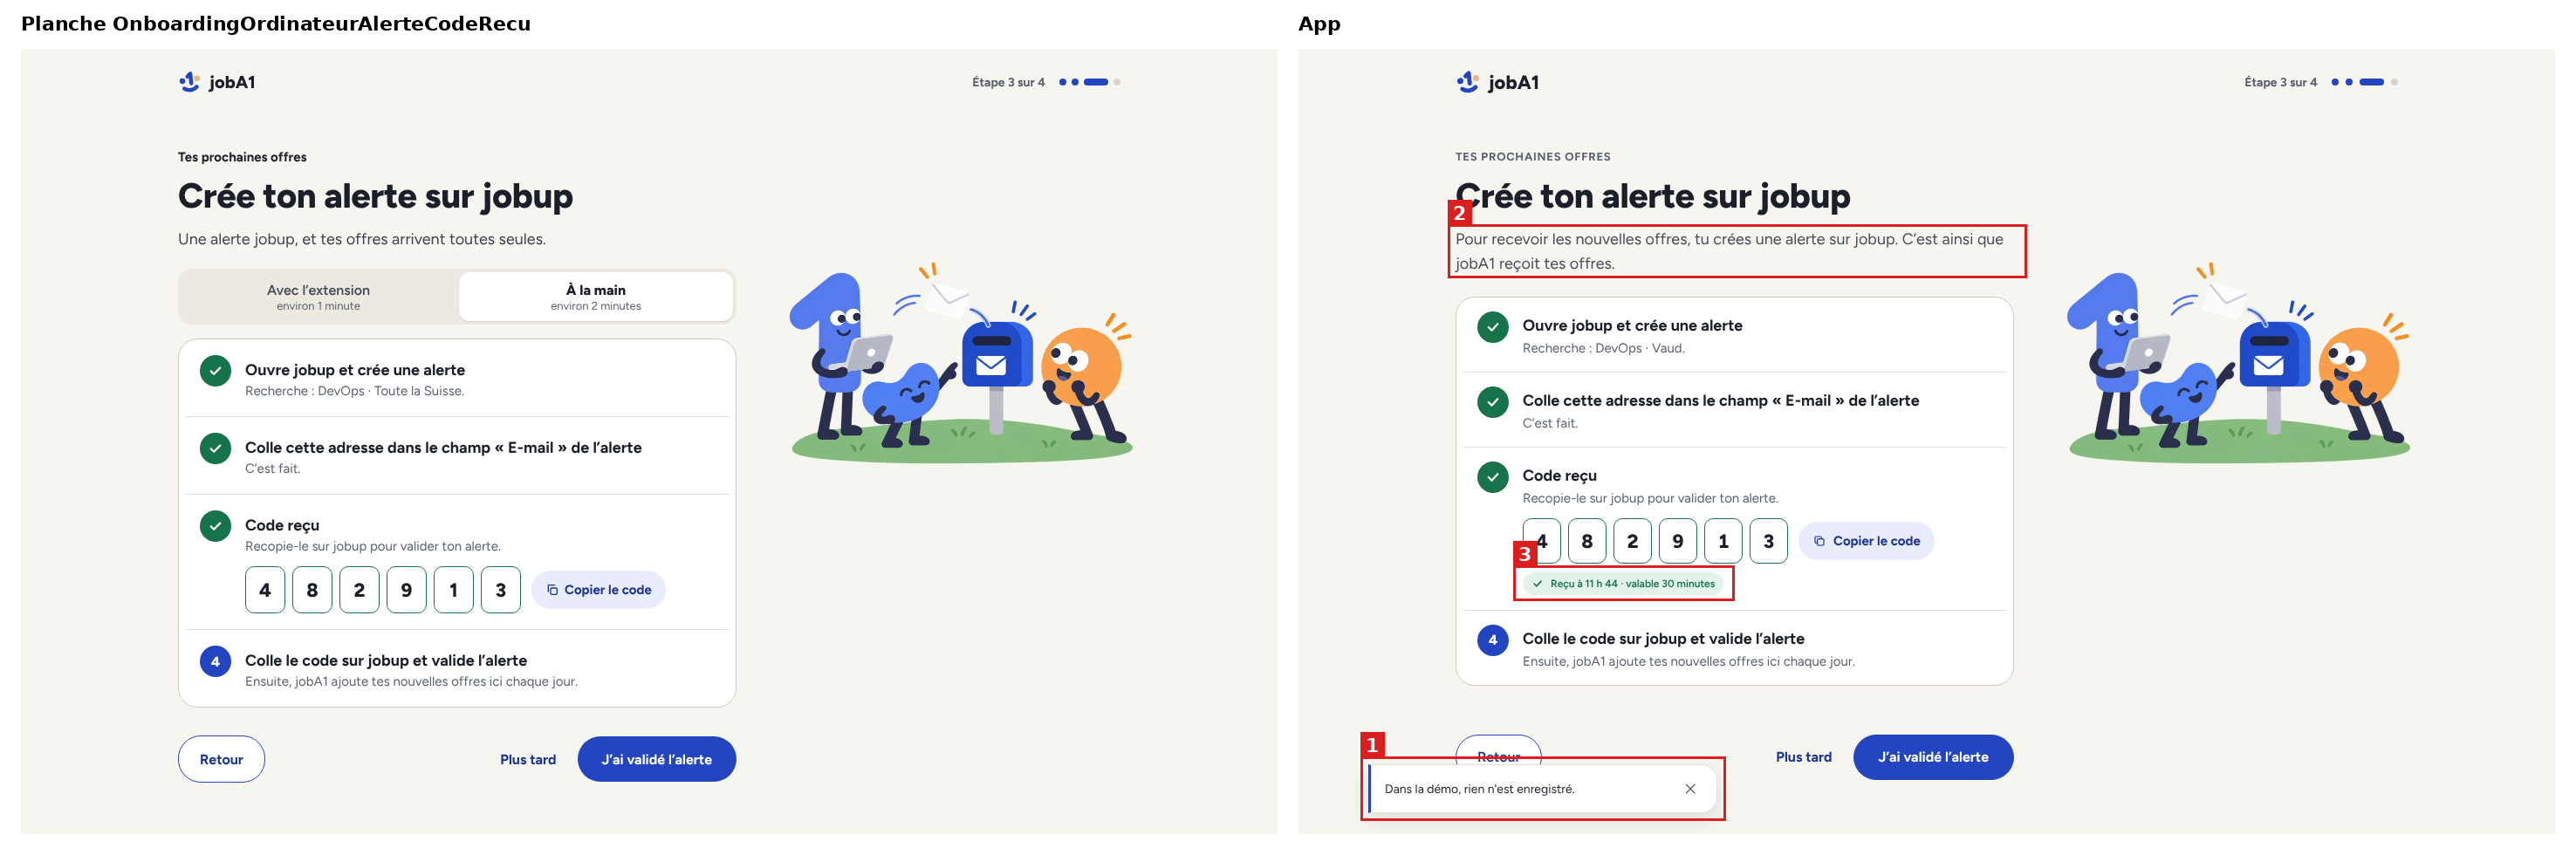 Planche OnboardingOrdinateurAlerteCodeRecu
jobA1
Étape 3 sur 4
Tes prochaines offres
Crée ton alerte sur jobup
Une alerte jobup, et tes offres arrivent toutes seules.
Avec l’extension
environ 1 minute
À la main
environ 2 minutes
Ouvre jobup et crée une alerte
Recherche : DevOps · Toute la Suisse.
Colle cette adresse dans le champ « E-mail » de l’alerte
C’est fait.
Code reçu
Recopie-le sur jobup pour valider ton alerte.
4 8 2 9 1 3 Copier le code
4 Colle le code sur jobup et valide l’alerte
Ensuite, jobA1 ajoute tes nouvelles offres ici chaque jour.
Retour
Plus tard
J’ai validé l’alerte
App
jobA1
Étape 3 sur 4
TES PROCHAINES OFFRES
Crée ton alerte sur jobup
2
Pour recevoir les nouvelles offres, tu crées une alerte sur jobup. C’est ainsi que
jobA1 reçoit tes offres.
Ouvre jobup et crée une alerte
Recherche : DevOps · Vaud.
Colle cette adresse dans le champ « E-mail » de l’alerte
C’est fait.
Code reçu
Recopie-le sur jobup pour valider ton alerte.
4 8 2 9 1 3 Copier le code
3
Reçu à 11 h 44 · valable 30 minutes
4 Colle le code sur jobup et valide l’alerte
Ensuite, jobA1 ajoute tes nouvelles offres ici chaque jour.
1
Retour
Plus tard
J’ai validé l’alerte
Dans la démo, rien n'est enregistré.